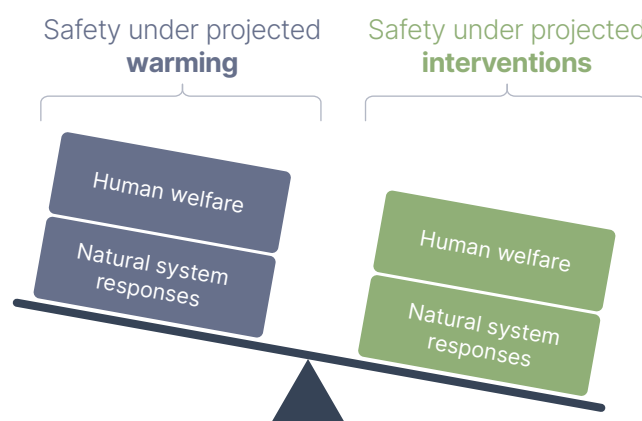 Safety under projected
warming
Safety under projected
interventions
Human welfare
Natural system
responses
Human welfare
Natural system
responses